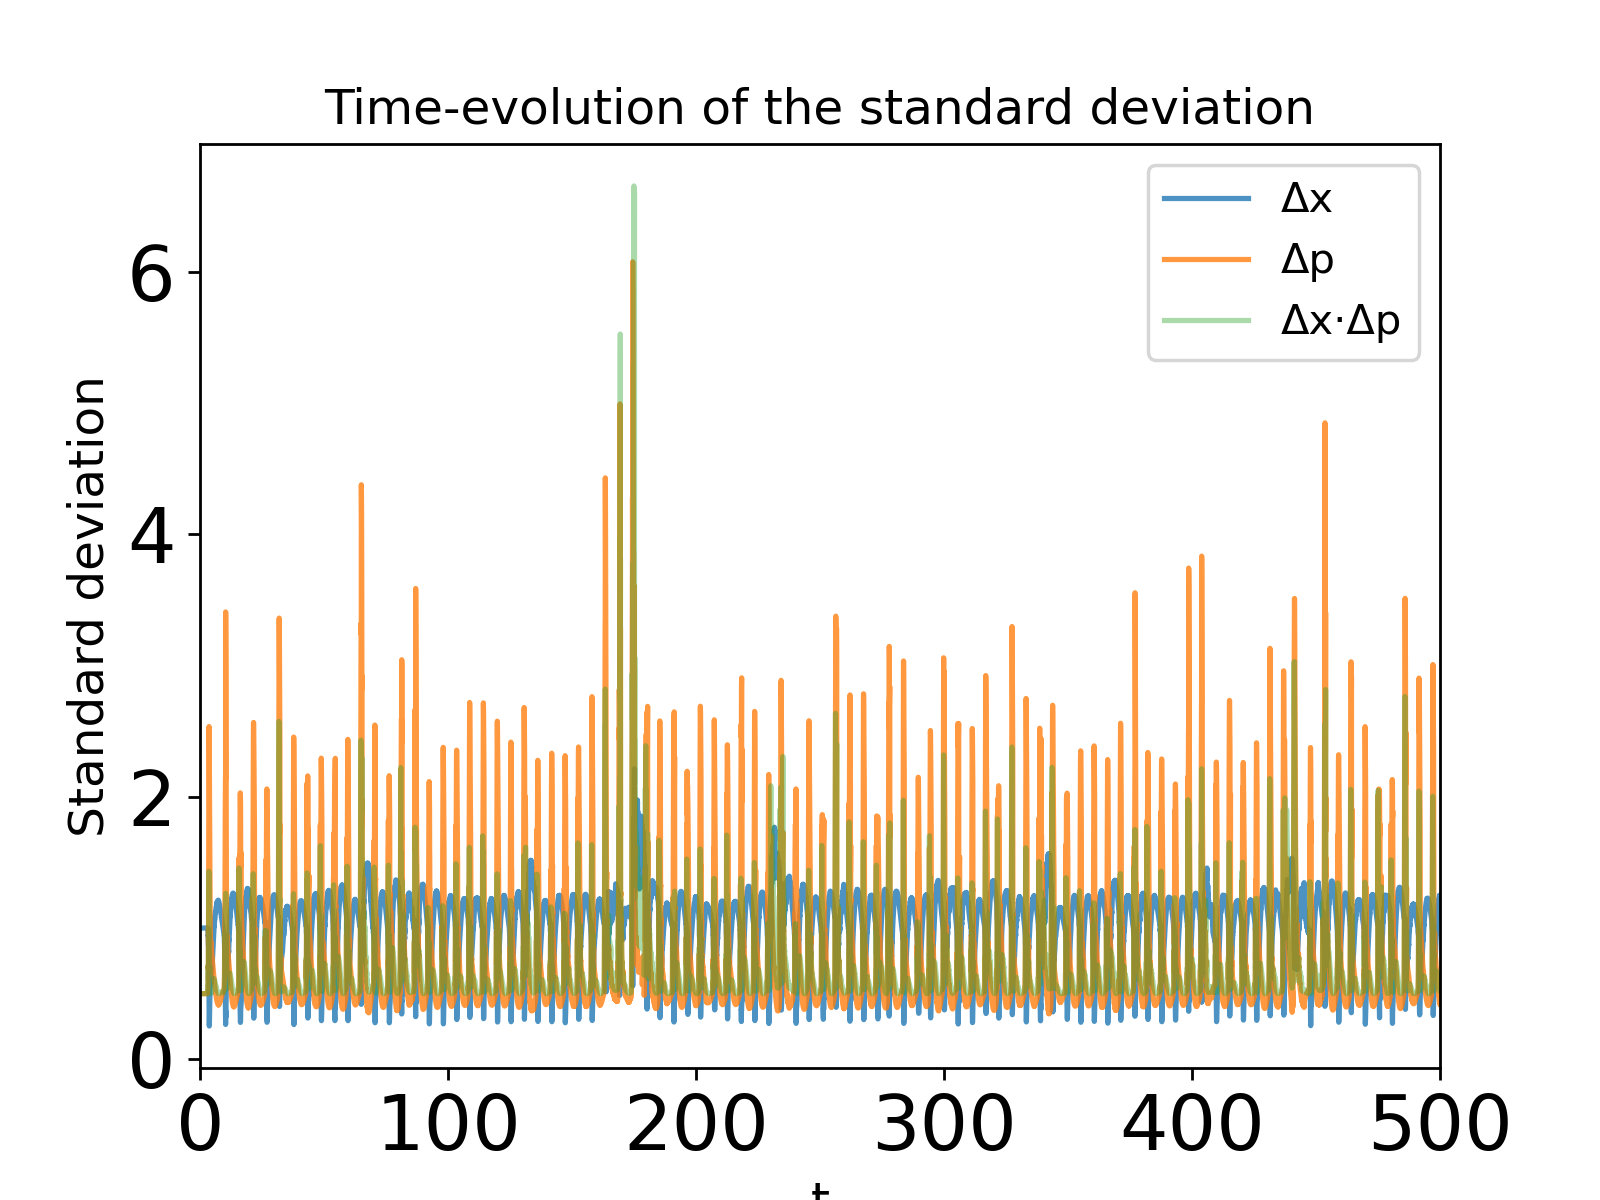 Time-evolution of the standard deviation
Δx
Δp
Δx·Δp
Standard deviation
6
4
2
0
0 100 200 300 400 500
t